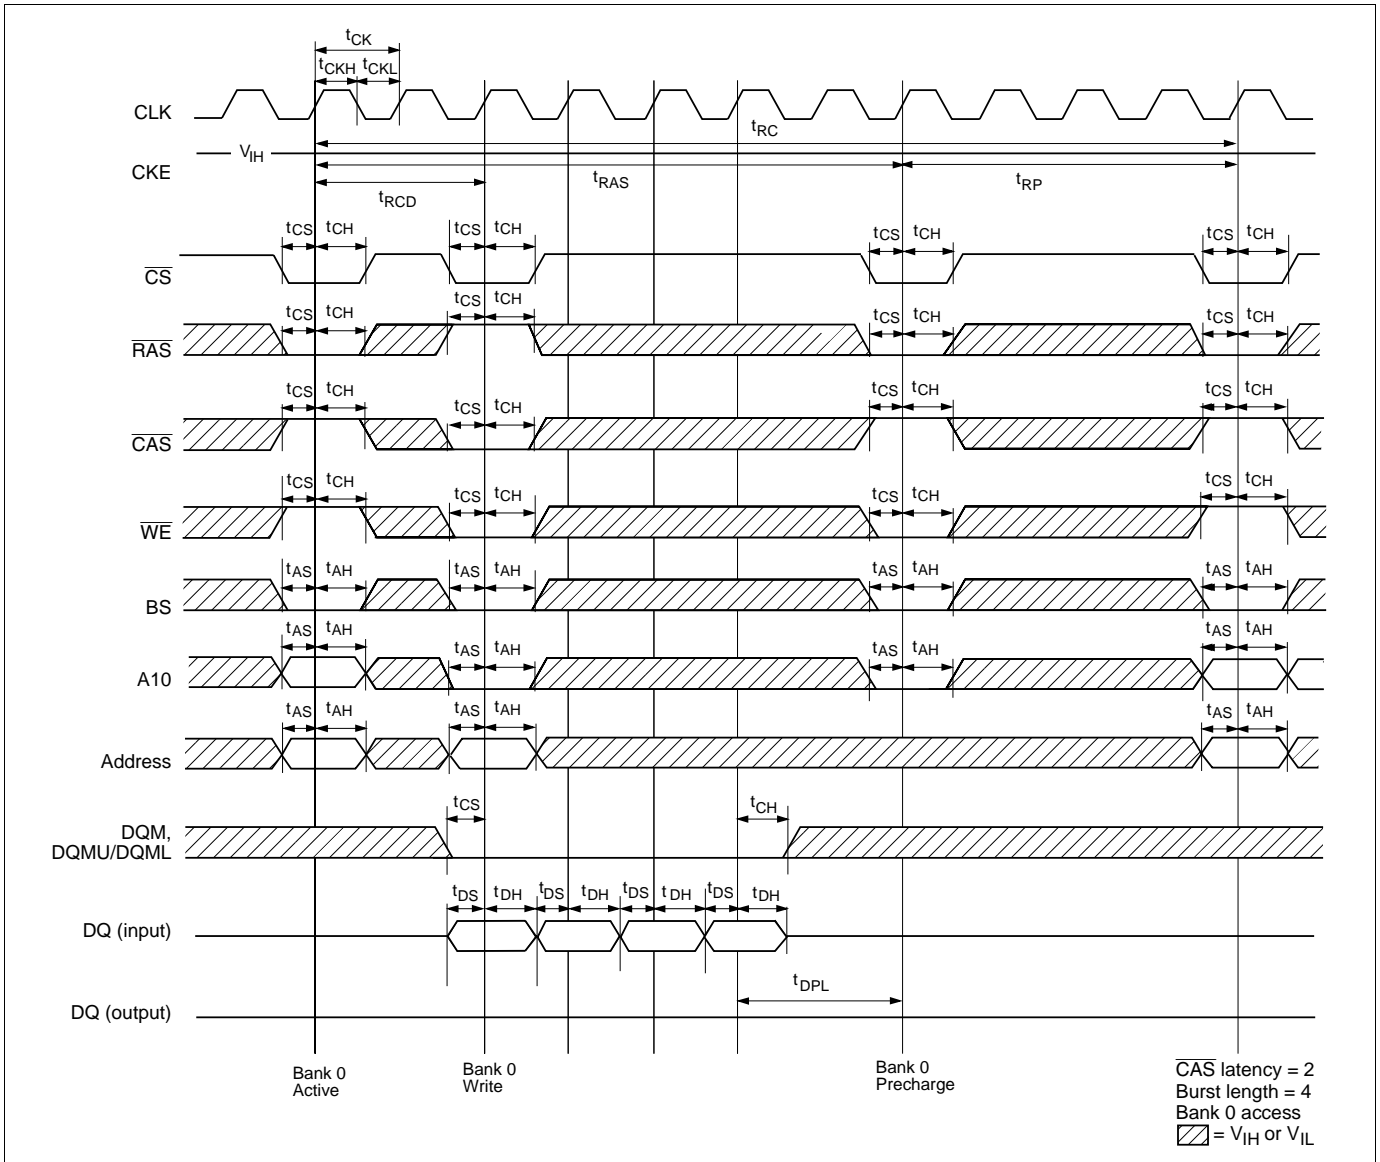 tCK
tCKH tCKL
CLK
tRC
VIH
CKE
tRAS tRP
tRCD
tCS tCH tCS tCH tCS tCH tCS tCH
CS
tCS tCH
tCS tCH tCS tCH tCS tCH
RAS
tCS tCH tCS tCH tCS tCH tCS tCH
CAS
tCS tCH tCS tCH tCS tCH tCS tCH
WE
tAS tAH tAS tAH tAS tAH tAS tAH
BS
tAS tAH tAS tAH tAS tAH tAS tAH
A10
tAS tAH tAS tAH tAS tAH
Address
tCS tCH
DQM,
DQMU/DQML
tDS tDH tDS tDH tDS tDH tDS tDH
DQ (input)
tDPL
DQ (output)
Bank 0
Active
Bank 0
Write
Bank 0
Precharge
CAS latency = 2
Burst length = 4
Bank 0 access
= VIH or VIL